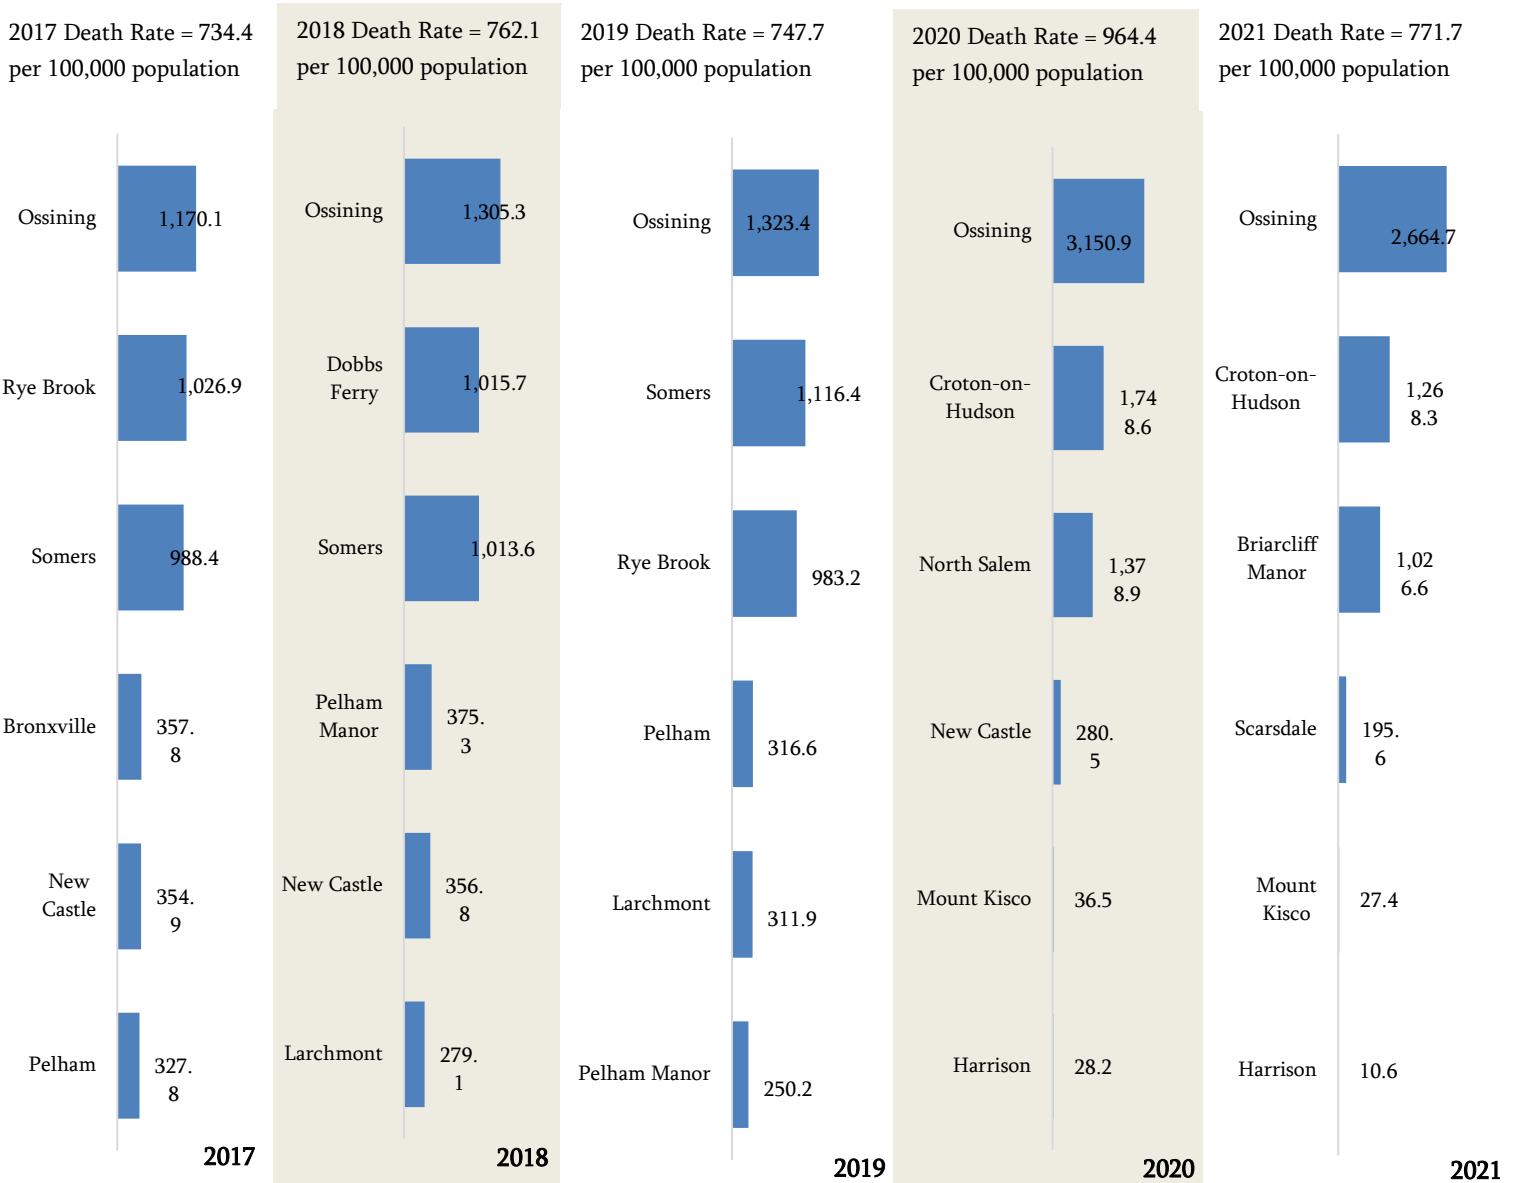 2017 Death Rate = 734.4
per 100,000 population
Ossining
1,170.1
Rye Brook
1,026.9
Somers
988.4
Bronxville
357.
8
New
Castle
354.
9
Pelham
327.
8
2017
2018 Death Rate = 762.1
per 100,000 population
Ossining
1,305.3
Dobbs
Ferry
1,015.7
Somers
1,013.6
Pelham
Manor
375.
3
New Castle
356.
8
Larchmont
279.
1
2018
2019 Death Rate = 747.7
per 100,000 population
Ossining
1,323.4
Somers
1,116.4
Rye Brook
983.2
Pelham
316.6
Larchmont
311.9
Pelham Manor
250.2
2019
2020 Death Rate = 964.4
per 100,000 population
Ossining
3,150.9
Croton-on-
Hudson
1,74
8.6
North Salem
1,37
8.9
New Castle
280.
5
Mount Kisco
36.5
Harrison
28.2
2020
2021 Death Rate = 771.7
per 100,000 population
Ossining
2,664.7
Croton-on-
Hudson
1,26
8.3
Briarcliff
Manor
1,02
6.6
Scarsdale
195.
6
Mount
Kisco
27.4
Harrison
10.6
2021